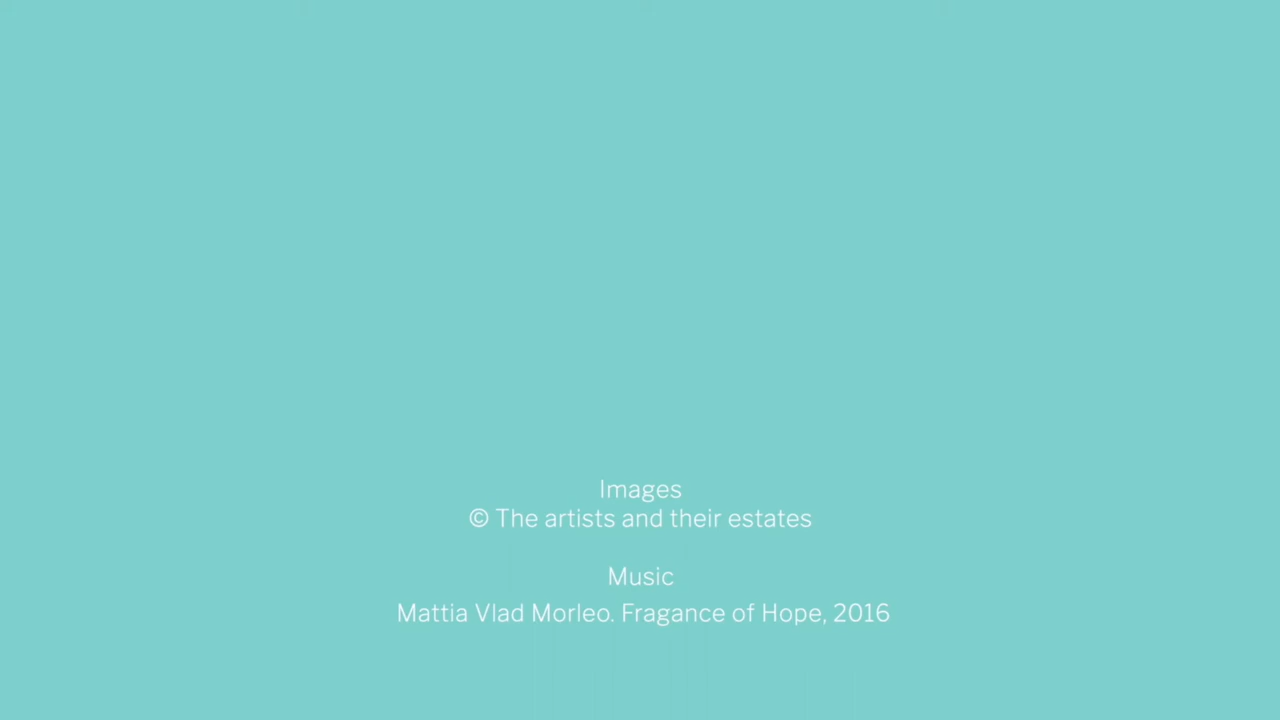 Images
© The artists and their estates
Music
Mattia Vlad Morleo. Fragance of Hope, 2016